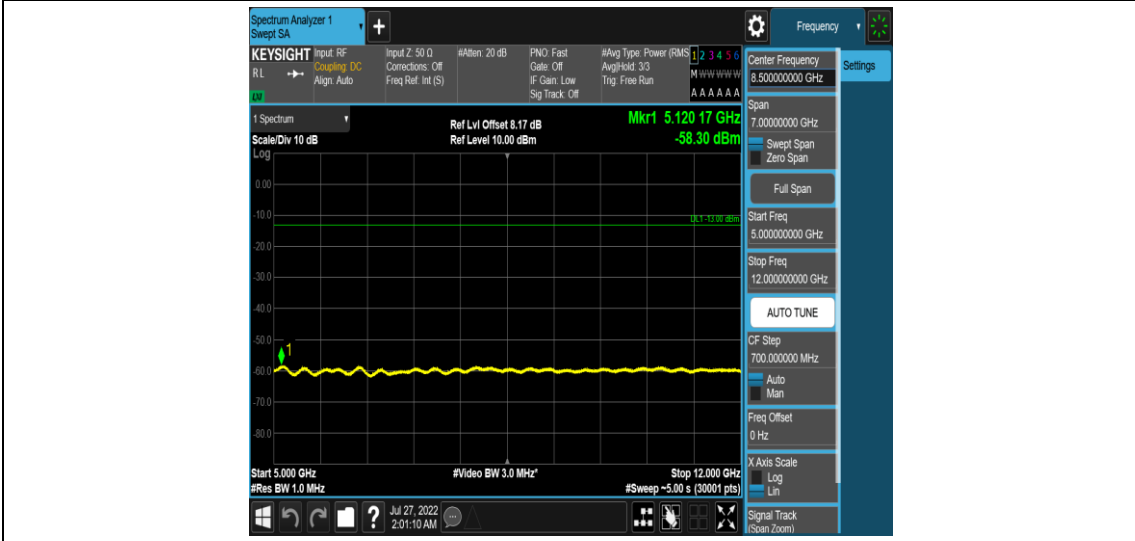 Spectrum Analyzer 1
Swept SA
+
Frequency
KEYSIGHT
RL
Input: RF
Coupling: DC
Align: Auto
Input Z: 50 Ω
Corrections: Off
Freq Ref: Int (S)
#Atten: 20 dB
PNO: Fast
Gate: Off
IF Gain: Low
Sig Track: Off
#Avg Type: Power (RMS
Avg|Hold: 3/3
Trig: Free Run
1 2 3 4 5 6
M W W W W W
A A A A A A
1 Spectrum
Scale/Div 10 dB
Log
Ref Lvl Offset 8.17 dB
Ref Level 10.00 dBm
Mkr1 5.120 17 GHz
-58.30 dBm
0.00
-10.0
DL1 -13.00 dBm
-20.0
-30.0
-40.0
-50.0
1
-60.0
-70.0
-80.0
Start 5.000 GHz
#Res BW 1.0 MHz
#Video BW 3.0 MHz*
Stop 12.000 GHz
#Sweep ~5.00 s (30001 pts)
?
Jul 27, 2022
2:01:10 AM
Center Frequency
8.500000000 GHz
Settings
Span
7.00000000 GHz
Swept Span
Zero Span
Full Span
Start Freq
5.000000000 GHz
Stop Freq
12.000000000 GHz
AUTO TUNE
CF Step
700.000000 MHz
Auto
Man
Freq Offset
0 Hz
X Axis Scale
Log
Lin
Signal Track
(Span Zoom)